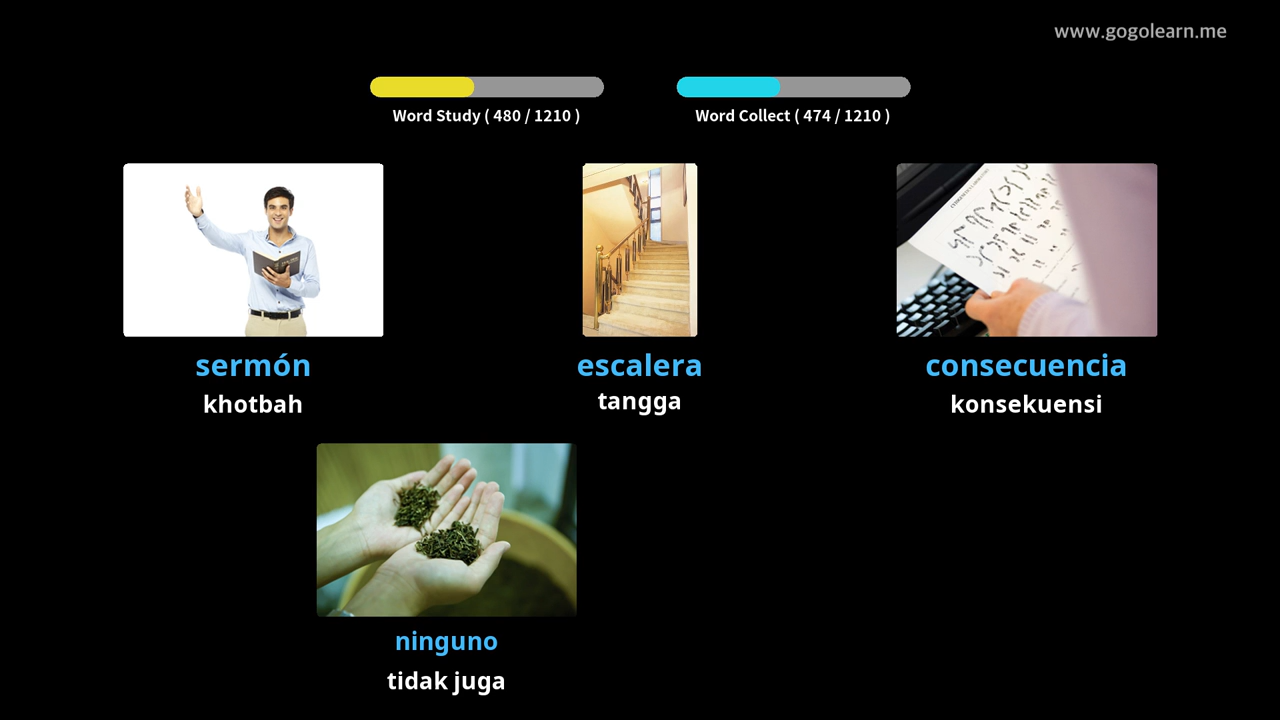 www.gogolearn.me
Word Study ( 480 / 1210 )
Word Collect ( 474 / 1210 )
sermón
escalera
consecuencia
khotbah
tangga
konsekuensi
ninguno
tidak juga